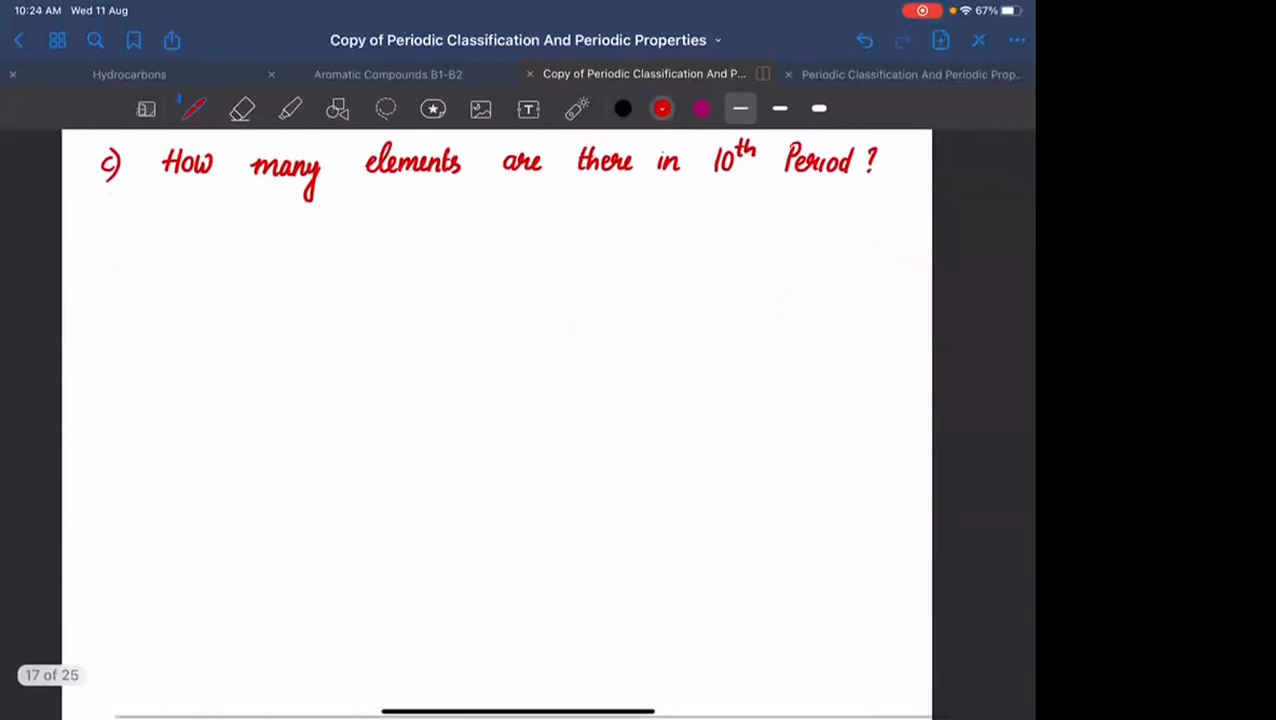 10:24 AM Wed 11 Aug
67%
Copy of Periodic Classification And Periodic Properties
Hydrocarbons
Aromatic Compounds B1-B2
Copy of Periodic Classification And P...
Periodic Classification And Periodic Prop...
T
c) How many elements are there in 10th Period ?
17 of 25